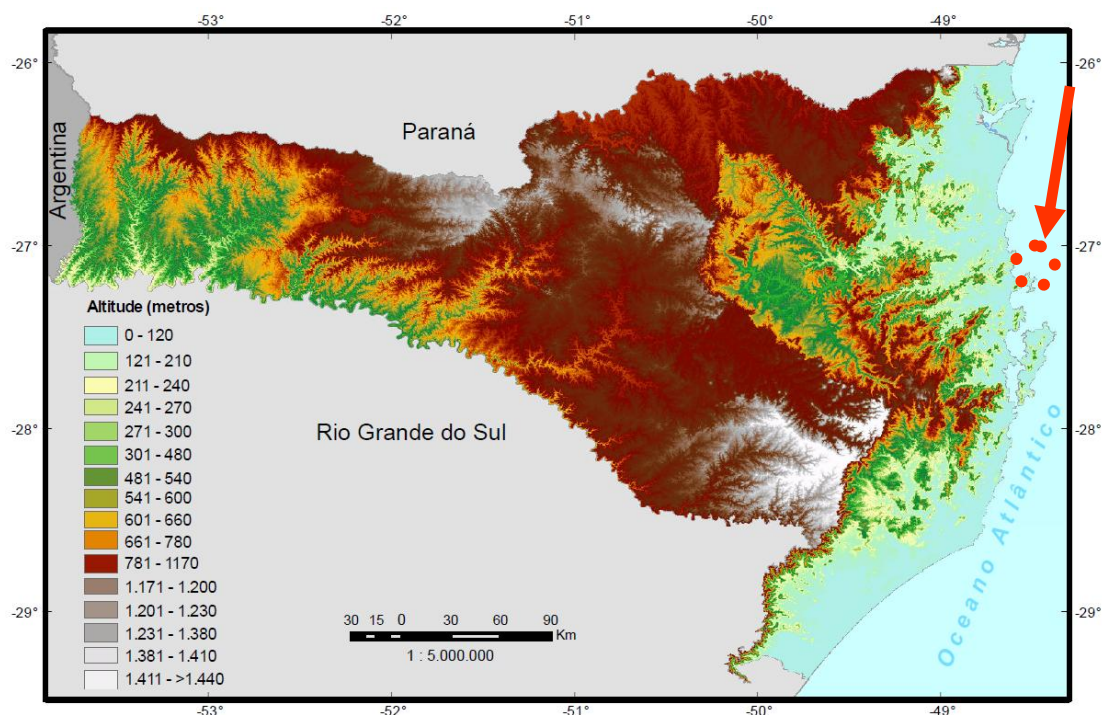 -53° -52° -51° -50° -49°
-26° -26°
Paraná
Argentina
-27° -27°
Altitude (metros)
0 - 120
121 - 210
211 - 240
241 - 270
271 - 300
301 - 480
481 - 540
541 - 600
601 - 660
661 - 780
781 - 1170
1.171 - 1.200
1.201 - 1.230
1.231 - 1.380
1.381 - 1.410
1.411 - >1.440
Rio Grande do Sul
-28° -28°
Oceano Atlântico
-29° -29°
30 15 0 30 60 90
Km
1 : 5.000.000
-53° -52° -51° -50° -49°